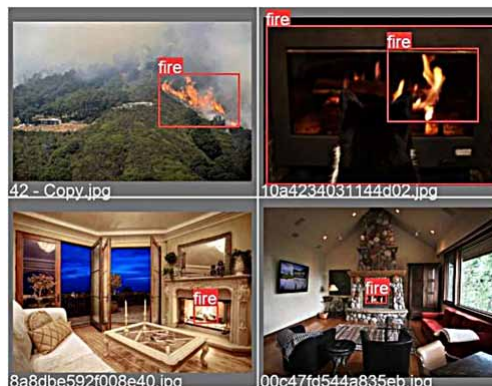 fire
fire
fire
42 - Copy.jpg
10a4234031144d02.jpg
fire
fire
8a8dbe592f008e40.jpg
00c47fd544a835eb.jpg